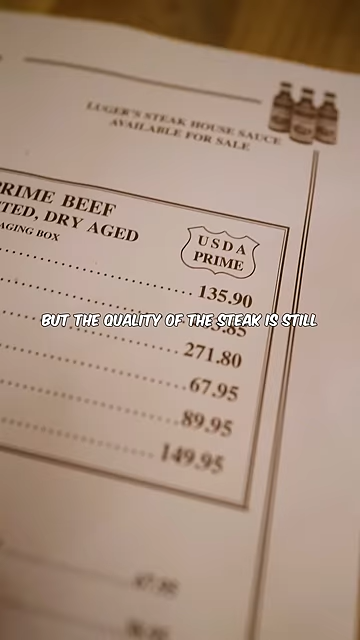 LUGER'S STEAK HOUSE SAUCE
AVAILABLE FOR SALE
PRIME BEEF
TED, DRY AGED
AGING BOX
USDA
PRIME
135.90
BUT THE QUALITY OF THE STEAK IS STILL
271.80
67.95
89.95
149.95